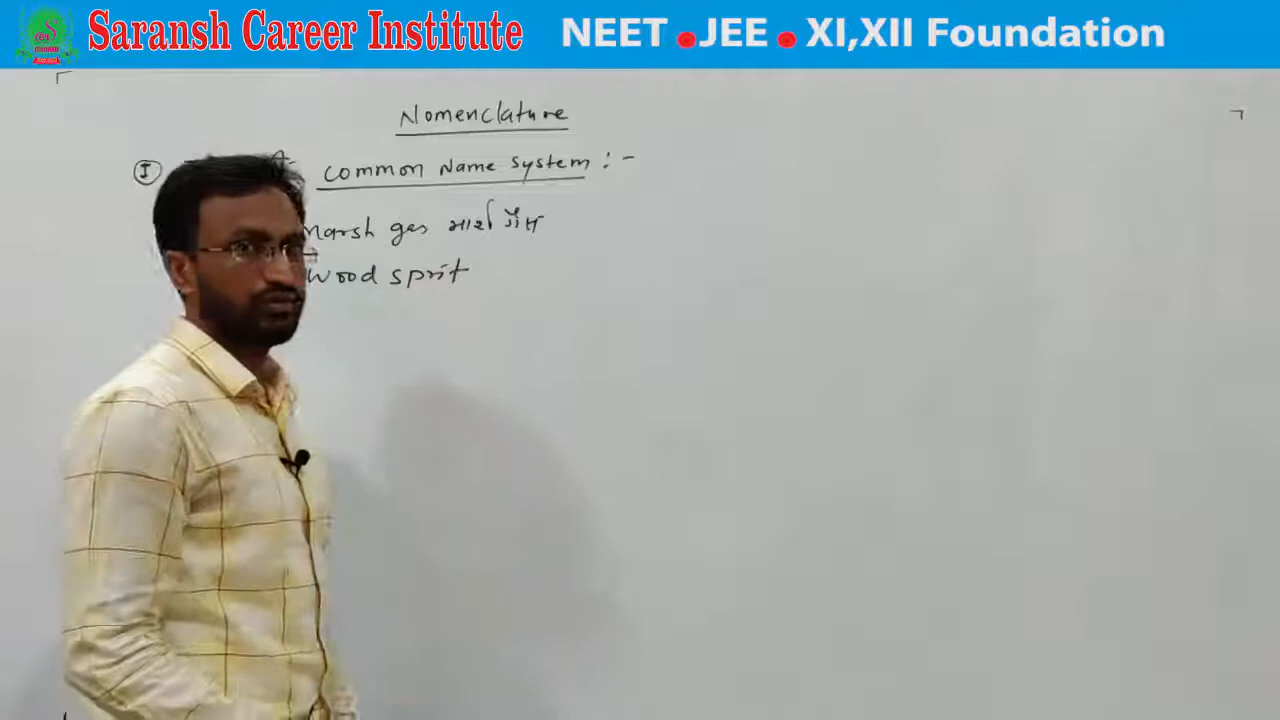 Saransh Career Institute
NEET . JEE . XI,XII Foundation
Nomenclature
I common Name System :-
Marsh gas मार्श गैस
Wood sprit